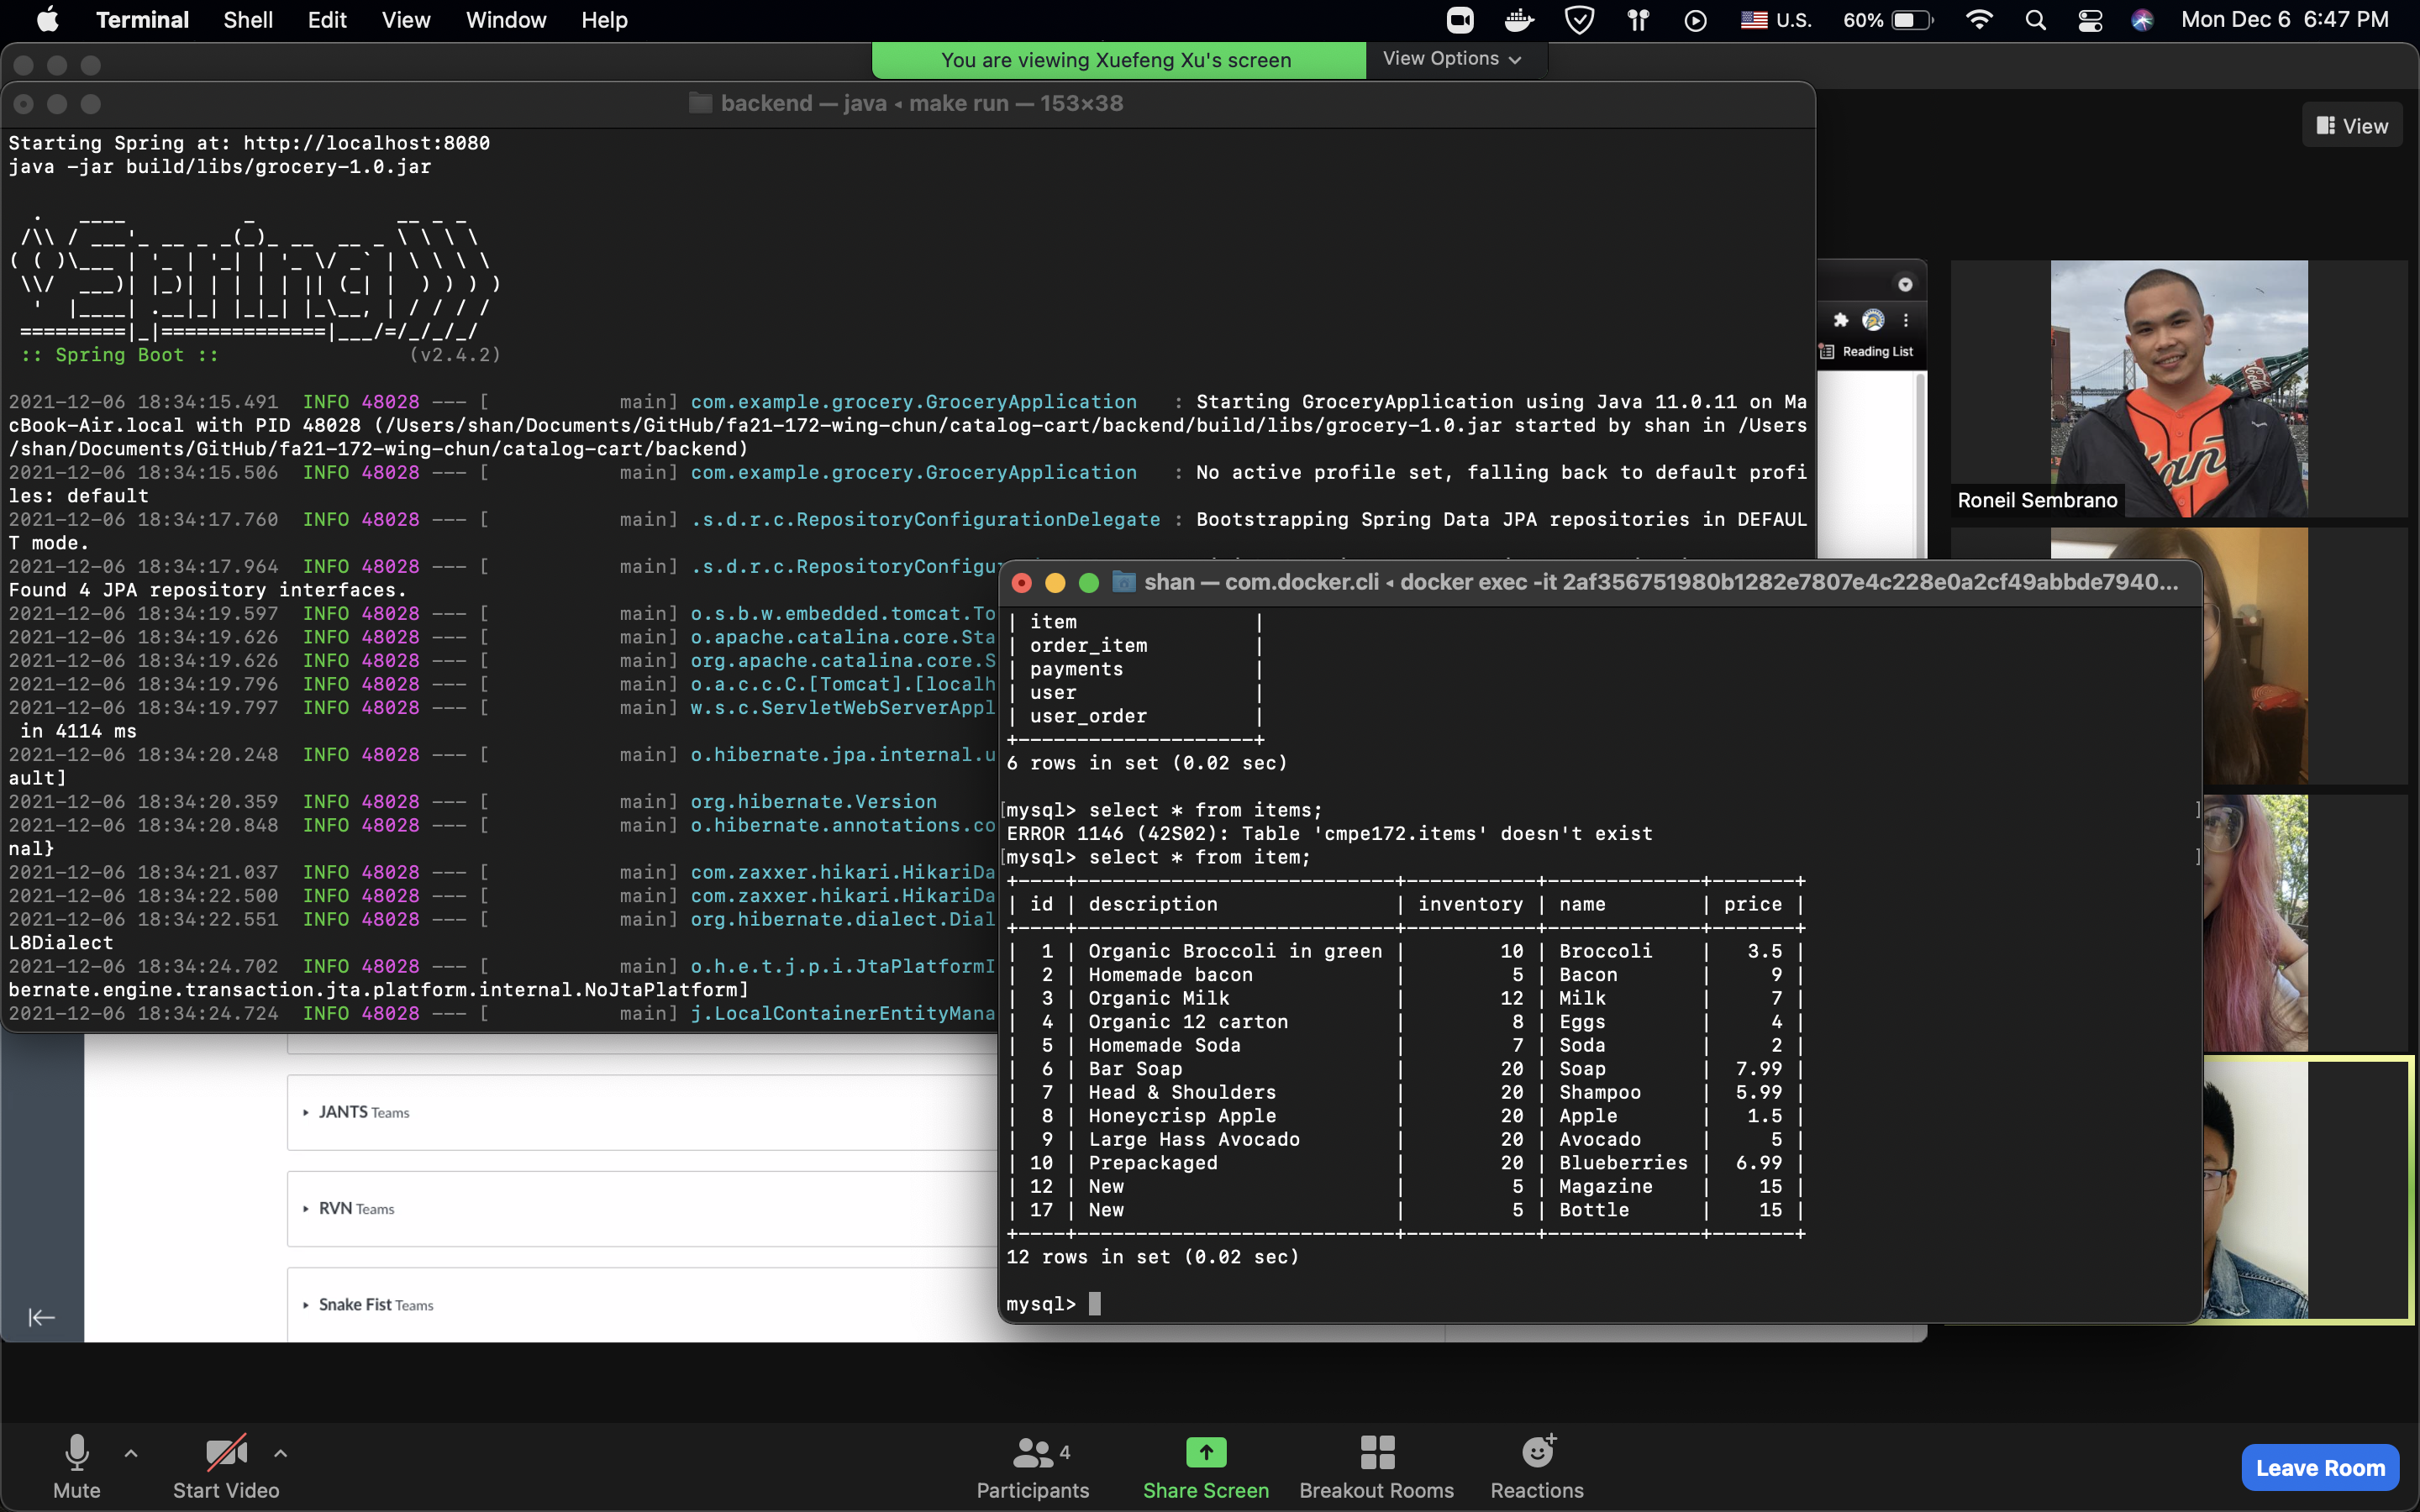 Terminal Shell Edit View Window Help U.S. 60% Mon Dec 6 6:47 PM
You are viewing Xuefeng Xu's screen View Options
backend — java ◂ make run — 153×38
View
Starting Spring at: http://localhost:8080
java -jar build/libs/grocery-1.0.jar
Spring
:: Spring Boot :: (v2.4.2)
Reading List
2021-12-06 18:34:15.491 INFO 48028 --- [ main] com.example.grocery.GroceryApplication : Starting GroceryApplication using Java 11.0.11 on Ma
cBook-Air.local with PID 48028 (/Users/shan/Documents/GitHub/fa21-172-wing-chun/catalog-cart/backend/build/libs/grocery-1.0.jar started by shan in /Users
/shan/Documents/GitHub/fa21-172-wing-chun/catalog-cart/backend)
2021-12-06 18:34:15.506 INFO 48028 --- [ main] com.example.grocery.GroceryApplication : No active profile set, falling back to default profi
les: default
2021-12-06 18:34:17.760 INFO 48028 --- [ main] .s.d.r.c.RepositoryConfigurationDelegate : Bootstrapping Spring Data JPA repositories in DEFAUL
T mode.
2021-12-06 18:34:17.964 INFO 48028 --- [ main] .s.d.r.c.RepositoryConfigu
Found 4 JPA repository interfaces.
2021-12-06 18:34:19.597 INFO 48028 --- [ main] o.s.b.w.embedded.tomcat.To
2021-12-06 18:34:19.626 INFO 48028 --- [ main] o.apache.catalina.core.Sta
2021-12-06 18:34:19.626 INFO 48028 --- [ main] org.apache.catalina.core.S
2021-12-06 18:34:19.796 INFO 48028 --- [ main] o.a.c.c.C.[Tomcat].[localh
2021-12-06 18:34:19.797 INFO 48028 --- [ main] w.s.c.ServletWebServerAppl
in 4114 ms
2021-12-06 18:34:20.248 INFO 48028 --- [ main] o.hibernate.jpa.internal.u
ault]
2021-12-06 18:34:20.359 INFO 48028 --- [ main] org.hibernate.Version
2021-12-06 18:34:20.848 INFO 48028 --- [ main] o.hibernate.annotations.co
nal}
2021-12-06 18:34:21.037 INFO 48028 --- [ main] com.zaxxer.hikari.HikariDa
2021-12-06 18:34:22.500 INFO 48028 --- [ main] com.zaxxer.hikari.HikariDa
2021-12-06 18:34:22.551 INFO 48028 --- [ main] org.hibernate.dialect.Dial
L8Dialect
2021-12-06 18:34:24.702 INFO 48028 --- [ main] o.h.e.t.j.p.i.JtaPlatformI
bernate.engine.transaction.jta.platform.internal.NoJtaPlatform]
2021-12-06 18:34:24.724 INFO 48028 --- [ main] j.LocalContainerEntityMana
shan — com.docker.cli ◂ docker exec -it 2af356751980b1282e7807e4c228e0a2cf49abbde7940...
| item |
| order_item |
| payments |
| user |
| user_order |
+--------------------+
6 rows in set (0.02 sec)
[mysql> select * from items; ]
ERROR 1146 (42S02): Table 'cmpe172.items' doesn't exist
[mysql> select * from item; ]
+----+---------------------------+-----------+-------------+-------+
| id | description | inventory | name | price |
+----+---------------------------+-----------+-------------+-------+
| 1 | Organic Broccoli in green | 10 | Broccoli | 3.5 |
| 2 | Homemade bacon | 5 | Bacon | 9 |
| 3 | Organic Milk | 12 | Milk | 7 |
| 4 | Organic 12 carton | 8 | Eggs | 4 |
| 5 | Homemade Soda | 7 | Soda | 2 |
| 6 | Bar Soap | 20 | Soap | 7.99 |
| 7 | Head & Shoulders | 20 | Shampoo | 5.99 |
| 8 | Honeycrisp Apple | 20 | Apple | 1.5 |
| 9 | Large Hass Avocado | 20 | Avocado | 5 |
| 10 | Prepackaged | 20 | Blueberries | 6.99 |
| 12 | New | 5 | Magazine | 15 |
| 17 | New | 5 | Bottle | 15 |
+----+---------------------------+-----------+-------------+-------+
12 rows in set (0.02 sec)
mysql>
Roneil Sembrano
JANTS Teams
RVN Teams
Snake Fist Teams
Mute
Start Video
4
Participants
Share Screen
Breakout Rooms
Reactions
Leave Room